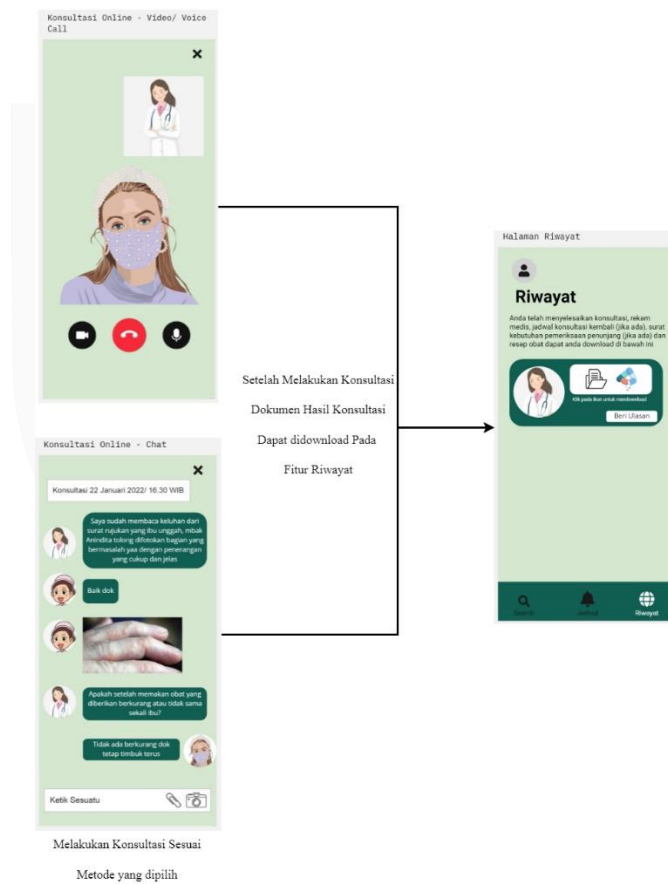 Konsultasi Online - Video/ Voice
Call
Konsultasi Online - Chat
Konsultasi 22 Januari 2022/ 16.30 WIB
Saya sudah membaca keluhan dari
surat rujukan yang ibu unggah, mbak
Anindita tolong difotokan bagian yang
bermasalah yaa dengan penerangan
yang cukup dan jelas
Baik dok
Apakah setelah memakan obat yang
diberikan berkurang atau tidak sama
sekali ibu?
Tidak ada berkurang dok
tetap timbuk terus
Ketik Sesuatu
Melakukan Konsultasi Sesuai
Metode yang dipilih
Setelah Melakukan Konsultasi
Dokumen Hasil Konsultasi
Dapat didownload Pada
Fitur Riwayat
Halaman Riwayat
Riwayat
Anda telah menyelesaikan konsultasi, rekam
medis, jadwal konsultasi kembali (jika ada), surat
kebutuhan pemeriksaan penunjang (jika ada) dan
resep obat dapat anda download di bawah ini
Klik pada ikon untuk mendownload
Beri Ulasan
Search
Riwayat